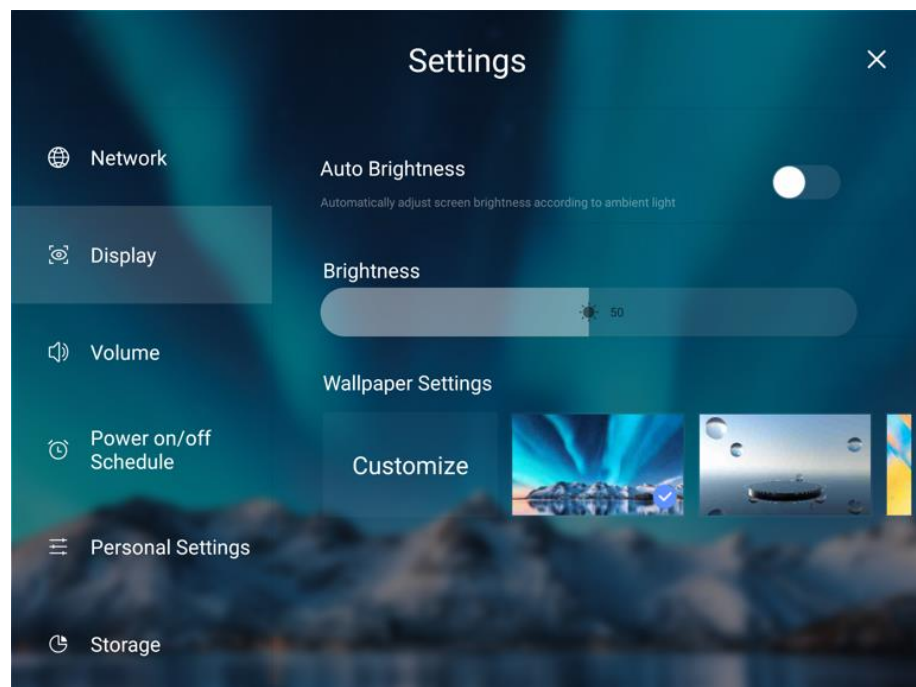 Settings
Network
Display
Volume
Power on/off
Schedule
Personal Settings
Storage
Auto Brightness
Automatically adjust screen brightness according to ambient light
Brightness
50
Wallpaper Settings
Customize